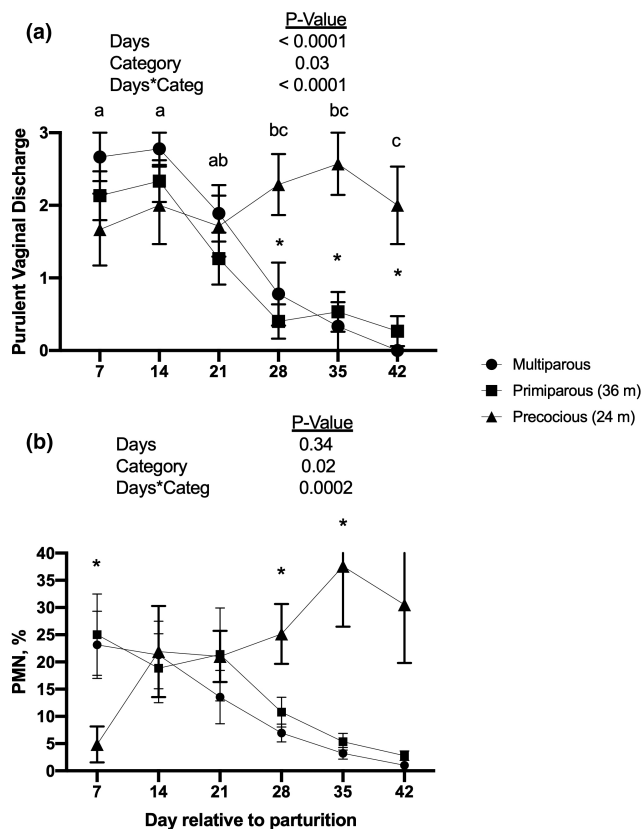 (a)
P-Value
Days < 0.0001
Category 0.03
Days*Categ < 0.0001
Purulent Vaginal Discharge
3
2
1
0
a a ab bc bc c
* * *
7 14 21 28 35 42
Multiparous
Primiparous (36 m)
Precocious (24 m)
(b)
P-Value
Days 0.34
Category 0.02
Days*Categ 0.0002
PMN, %
40
35
30
25
20
15
10
5
0
* * *
7 14 21 28 35 42
Day relative to parturition